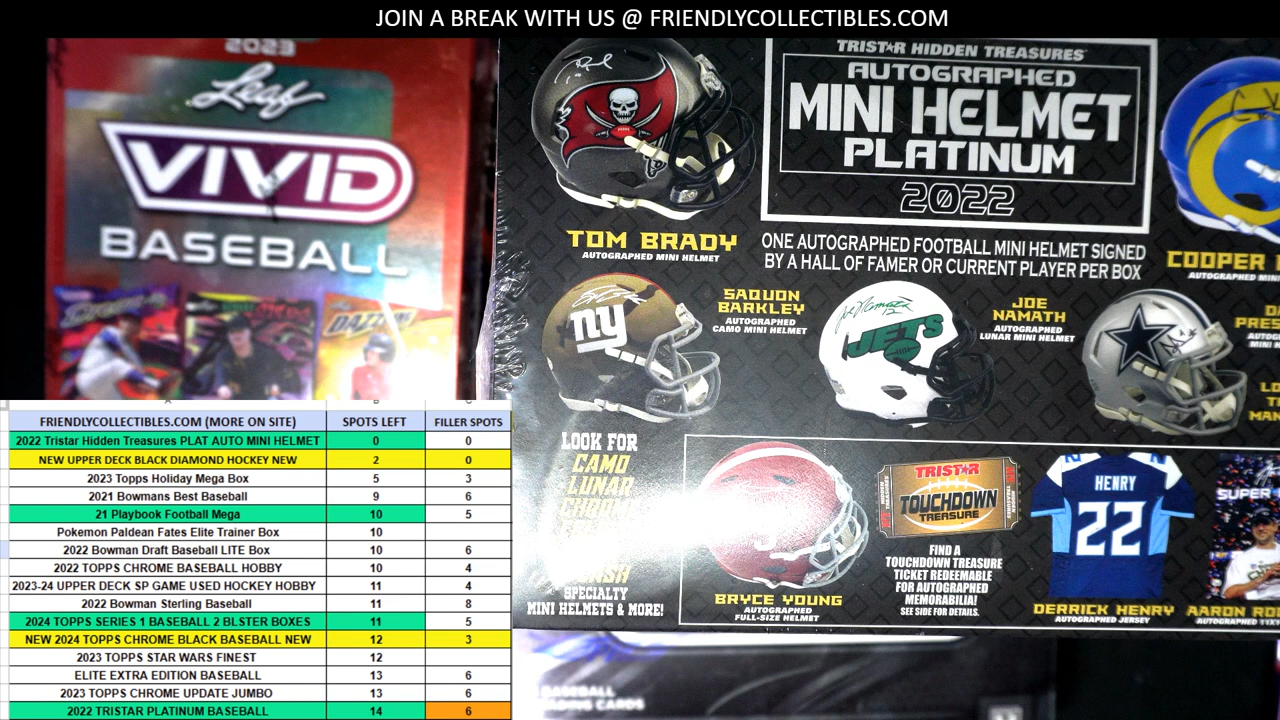 JOIN A BREAK WITH US @ FRIENDLYCOLLECTIBLES.COM
2023
Leaf
VIVID
BASEBALL
DAZZLING
TRISTAR HIDDEN TREASURES
AUTOGRAPHED
MINI HELMET
PLATINUM
2022
ONE AUTOGRAPHED FOOTBALL MINI HELMET SIGNED
BY A HALL OF FAMER OR CURRENT PLAYER PER BOX
TOM BRADY
AUTOGRAPHED MINI HELMET
COOPER
AUTOGRAPHED MINI
ny
SAQUON
BARKLEY
AUTOGRAPHED
CAMO MINI HELMET
JETS
JOE
NAMATH
AUTOGRAPHED
LUNAR MINI HELMET
LOOK FOR
CAMO
LUNAR
CHROME
SPECIALTY
MINI HELMETS & MORE!
BRYCE YOUNG
AUTOGRAPHED
FULL-SIZE HELMET
TRISTAR
TOUCHDOWN
TREASURE
FIND A
TOUCHDOWN TREASURE
TICKET REDEEMABLE
FOR AUTOGRAPHED
MEMORABILIA!
SEE SIDE FOR DETAILS.
HENRY
22
DERRICK HENRY
AUTOGRAPHED JERSEY
SUPER
AARON
AUTOGRAPHED
BASEBALL
CARDS
FRIENDLYCOLLECTIBLES.COM (MORE ON SITE) SPOTS LEFT FILLER SPOTS
2022 Tristar Hidden Treasures PLAT AUTO MINI HELMET 0 0
NEW UPPER DECK BLACK DIAMOND HOCKEY NEW 2 0
2023 Topps Holiday Mega Box 5 3
2021 Bowmans Best Baseball 9 6
21 Playbook Football Mega 10 5
Pokemon Paldean Fates Elite Trainer Box 10
2022 Bowman Draft Baseball LITE Box 10 6
2022 TOPPS CHROME BASEBALL HOBBY 10 4
2023-24 UPPER DECK SP GAME USED HOCKEY HOBBY 11 4
2022 Bowman Sterling Baseball 11 8
2024 TOPPS SERIES 1 BASEBALL 2 BLSTER BOXES 11 5
NEW 2024 TOPPS CHROME BLACK BASEBALL NEW 12 3
2023 TOPPS STAR WARS FINEST 12
ELITE EXTRA EDITION BASEBALL 13 6
2023 TOPPS CHROME UPDATE JUMBO 13 6
2022 TRISTAR PLATINUM BASEBALL 14 6